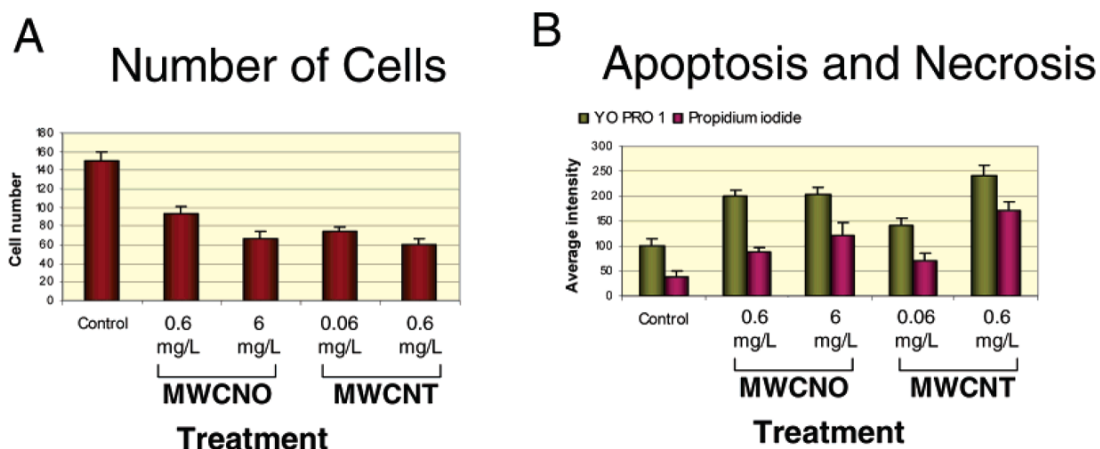 A
Number of Cells
Cell number
180
160
140
120
100
80
60
40
20
0
Control
0.6 mg/L
6 mg/L
0.06 mg/L
0.6 mg/L
MWCNO
MWCNT
Treatment
B
Apoptosis and Necrosis
YO PRO 1
Propidium iodide
Average intensity
300
250
200
150
100
50
0
Control
0.6 mg/L
6 mg/L
0.06 mg/L
0.6 mg/L
MWCNO
MWCNT
Treatment